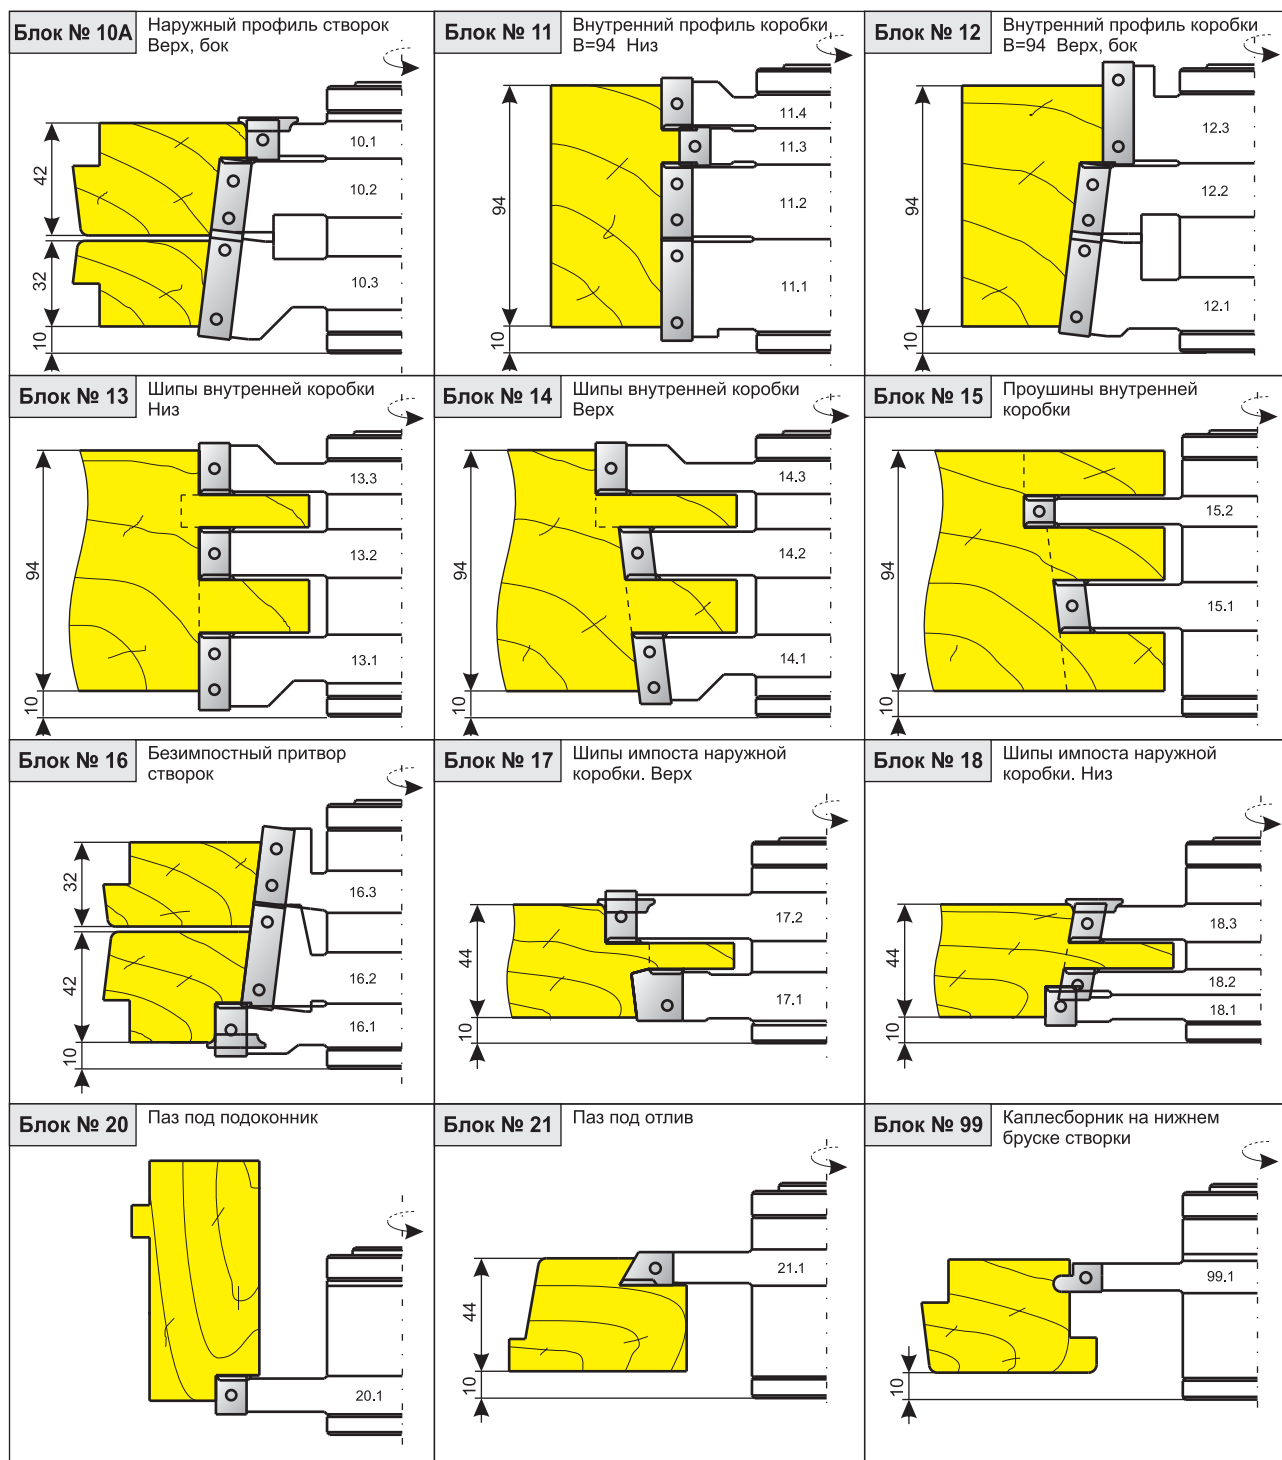 Блок № 10А
Наружный профиль створок
Верх, бок
42
32
10
10.1
10.2
10.3
Блок № 11
Внутренний профиль коробки
В=94 Низ
94
10
11.4
11.3
11.2
11.1
Блок № 12
Внутренний профиль коробки
В=94 Верх, бок
94
10
12.3
12.2
12.1
Блок № 13
Шипы внутренней коробки
Низ
94
10
13.3
13.2
13.1
Блок № 14
Шипы внутренней коробки
Верх
94
10
14.3
14.2
14.1
Блок № 15
Проушины внутренней
коробки
94
10
15.2
15.1
Блок № 16
Безимпостный притвор
створок
32
42
10
16.3
16.2
16.1
Блок № 17
Шипы импоста наружной
коробки. Верх
44
10
17.2
17.1
Блок № 18
Шипы импоста наружной
коробки. Низ
44
10
18.3
18.2
18.1
Блок № 20
Паз под подоконник
20.1
Блок № 21
Паз под отлив
44
10
21.1
Блок № 99
Каплесборник на нижнем
бруске створки
10
99.1